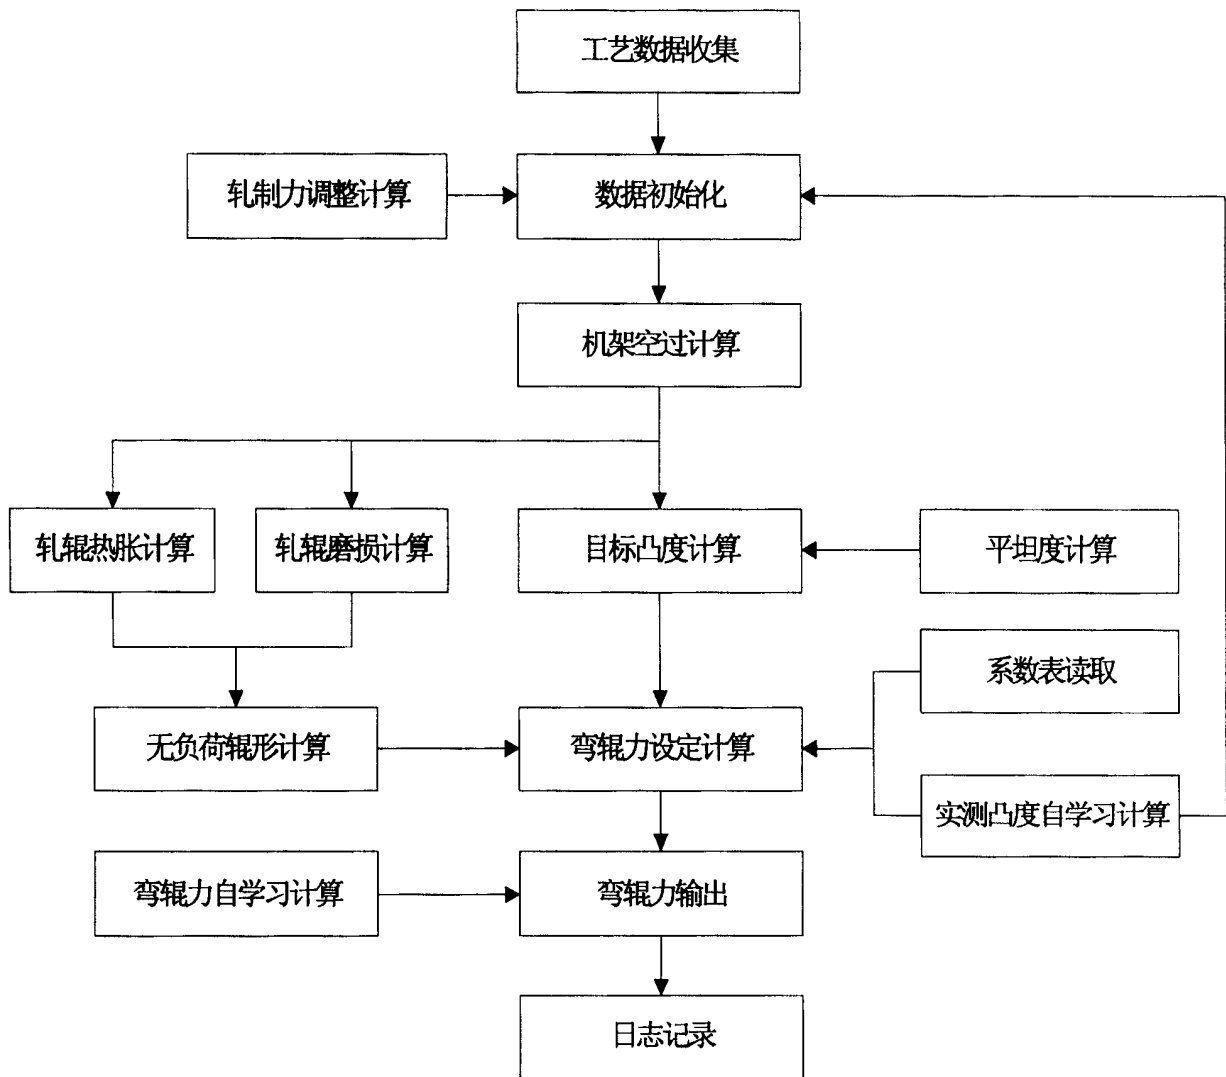 工艺数据收集
轧制力调整计算
数据初始化
机架空过计算
轧辊热胀计算
轧辊磨损计算
目标凸度计算
平坦度计算
系数表读取
无负荷辊形计算
弯辊力设定计算
实测凸度自学习计算
弯辊力自学习计算
弯辊力输出
日志记录